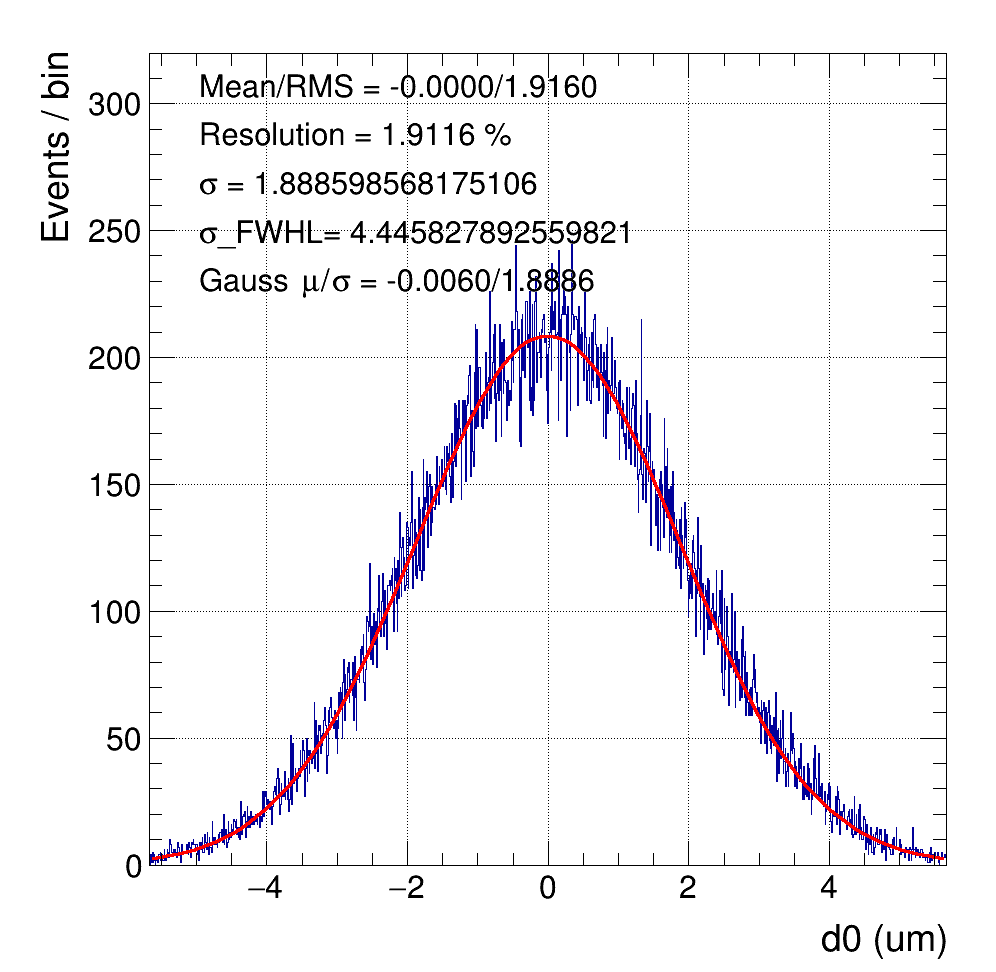 Events / bin
Mean/RMS = -0.0000/1.9160
Resolution = 1.9116 %
σ = 1.888598568175106
σ_FWHL= 4.445827892559821
Gauss μ/σ = -0.0060/1.8886
300
250
200
150
100
50
0
−4 −2 0 2 4
d0 (um)